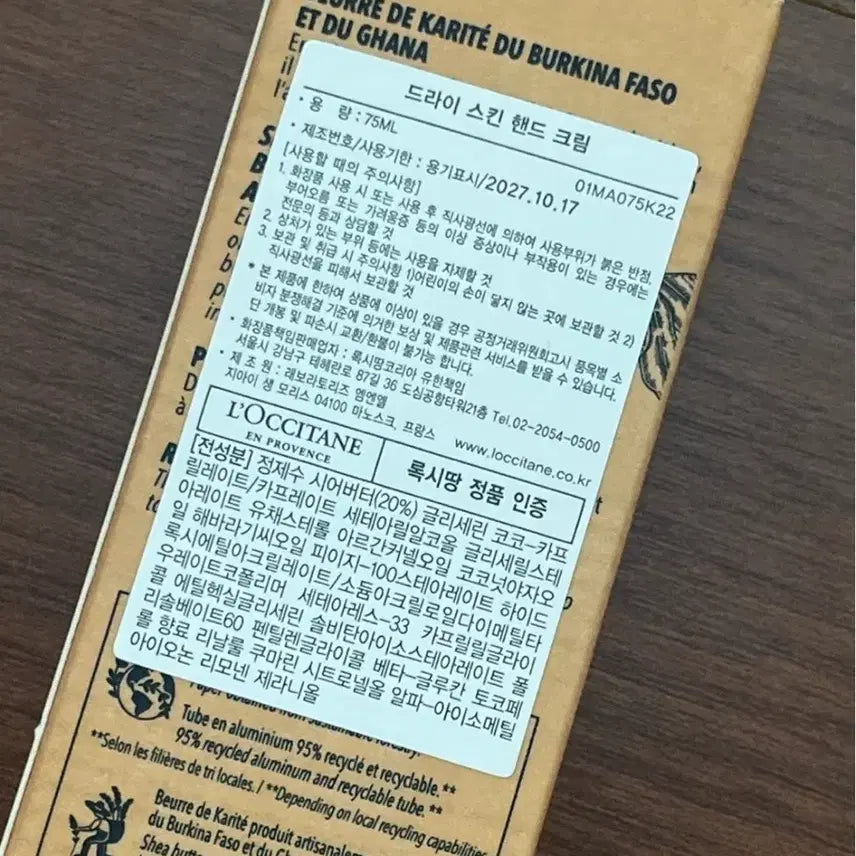 BEURRE DE KARITÉ DU BURKINA FASO
ET DU GHANA
드라이 스킨 핸드 크림
• 용 량 : 75ML
01MA075K22
• 제조번호/사용기한 : 용기표시/2027.10.17
[사용할 때의 주의사항]
1. 화장품 사용 시 또는 사용 후 직사광선에 의하여 사용부위가 붉은 반점,
부어오름 또는 가려움증 등의 이상 증상이나 부작용이 있는 경우에는
전문의 등과 상담할 것
2. 상처가 있는 부위 등에는 사용을 자제할 것
3. 보관 및 취급 시 주의사항 1)어린이의 손이 닿지 않는 곳에 보관할 것 2)
직사광선을 피해서 보관할 것
* 본 제품에 한하여 상품에 이상이 있을 경우 공정거래위원회고시 품목별 소
비자 분쟁해결 기준에 의거한 보상 및 제품관련 서비스를 받을 수 있습니다.
단 개봉 및 파손시 교환/환불이 불가능 합니다.
• 화장품책임판매업자 : 록시땅코리아 유한책임
서울시 강남구 테헤란로 87길 36 도심공항타워21층 Tel.02-2054-0500
• 제 조 원 : 래보라토리즈 엠엔엘
지아이 생 모리스 04100 마노스크, 프랑스
www.loccitane.co.kr
L'OCCITANE
EN PROVENCE
록시땅 정품 인증
[전성분] 정제수 시어버터(20%) 글리세린 코코-카프
릴레이트/카프레이트 세테아릴알코올 글리세릴스테
아레이트 유채스테롤 아르간커넬오일 코코넛야자오
일 해바라기씨오일 피이지-100스테아레이트 하이드
록시에틸아크릴레이트/소듐아크릴로일다이메틸타
우레이트코폴리머 세테아레스-33 카프릴릴글라이
콜 에틸헥실글리세린 솔비탄아이소스테아레이트 폴
리솔베이트60 펜틸렌글라이콜 베타-글루칸 토코페
롤 향료 리날룰 쿠마린 시트로넬올 알파-아이소메틸
아이오논 리모넨 제라니올
Tube en aluminium 95% recyclé et recyclable.**
95% recycled aluminum and recyclable tube.**
**Selon les filières de tri locales. / **Depending on local recycling capabilities
Beurre de Karité produit artisanalem
du Burkina Faso et du Gh
Shea butt